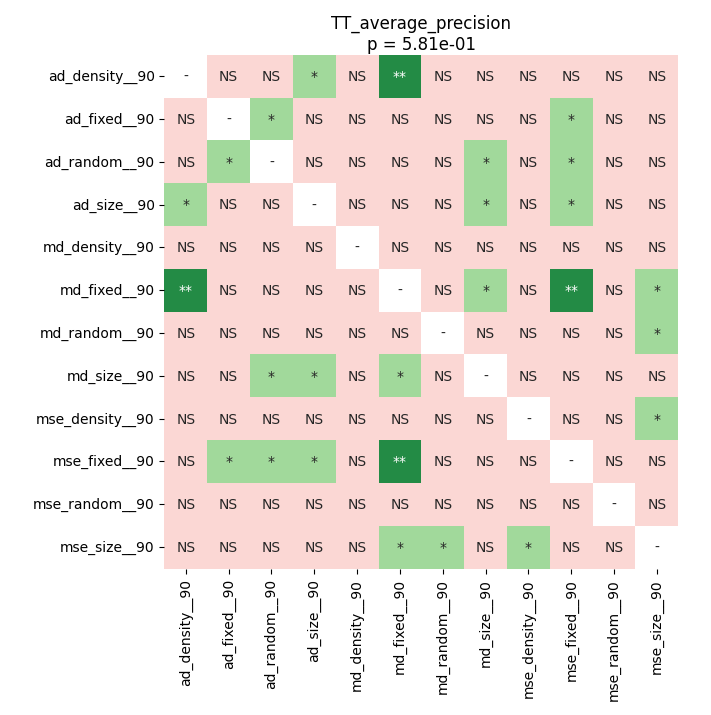 TT_average_precision
p = 5.81e-01
ad_density__90 - NS NS * NS ** NS NS NS NS NS NS
ad_fixed__90 NS - * NS NS NS NS NS NS * NS NS
ad_random__90 NS * - NS NS NS NS * NS * NS NS
ad_size__90 * NS NS - NS NS NS * NS * NS NS
md_density__90 NS NS NS NS - NS NS NS NS NS NS NS
md_fixed__90 ** NS NS NS NS - NS * NS ** NS *
md_random__90 NS NS NS NS NS NS - NS NS NS NS *
md_size__90 NS NS * * NS * NS - NS NS NS NS
mse_density__90 NS NS NS NS NS NS NS NS - NS NS *
mse_fixed__90 NS * * * NS ** NS NS NS - NS NS
mse_random__90 NS NS NS NS NS NS NS NS NS NS - NS
mse_size__90 NS NS NS NS NS * * NS * NS NS -
ad_density__90 ad_fixed__90 ad_random__90 ad_size__90 md_density__90 md_fixed__90 md_random__90 md_size__90 mse_density__90 mse_fixed__90 mse_random__90 mse_size__90